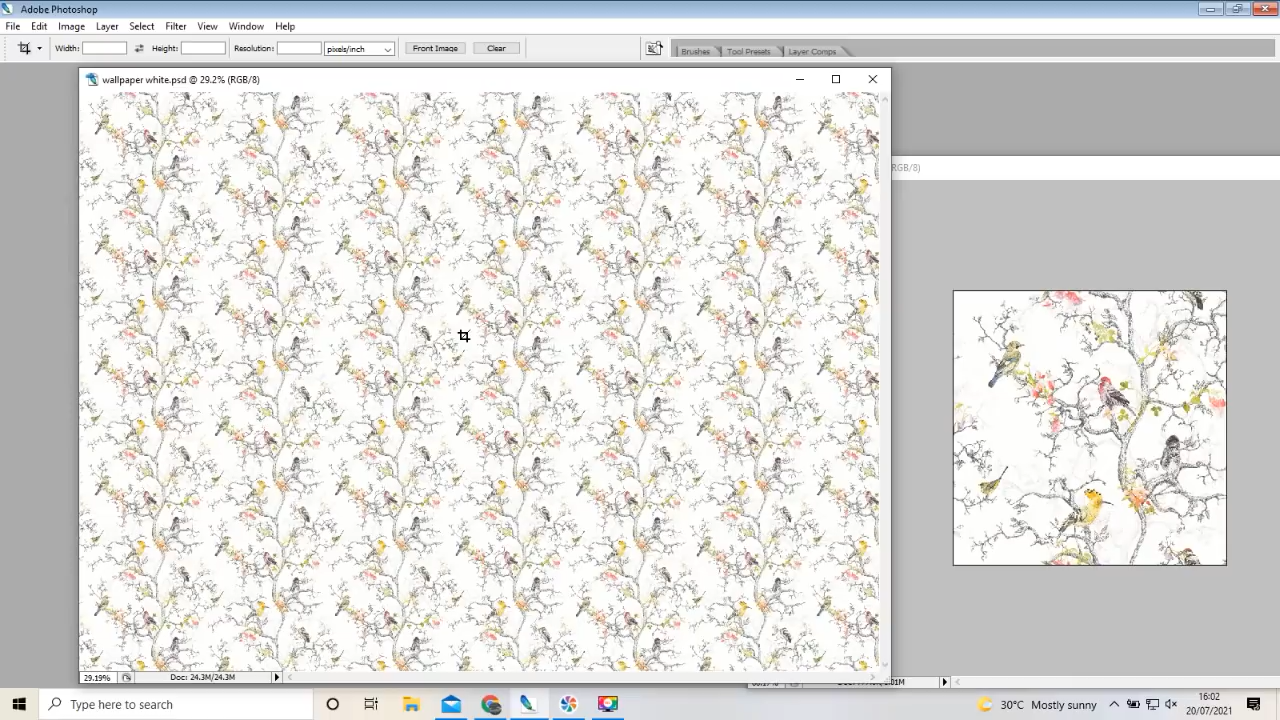 Adobe Photoshop
File Edit Image Layer Select Filter View Window Help
Width: Height: Resolution: pixels/inch Front Image Clear Brushes Tool Presets Layer Comps
wallpaper white.psd @ 29.2% (RGB/8)
RGB/8)
29.19% Doc: 24.3M/24.3M
Type here to search
30°C Mostly sunny
16:02
20/07/2021